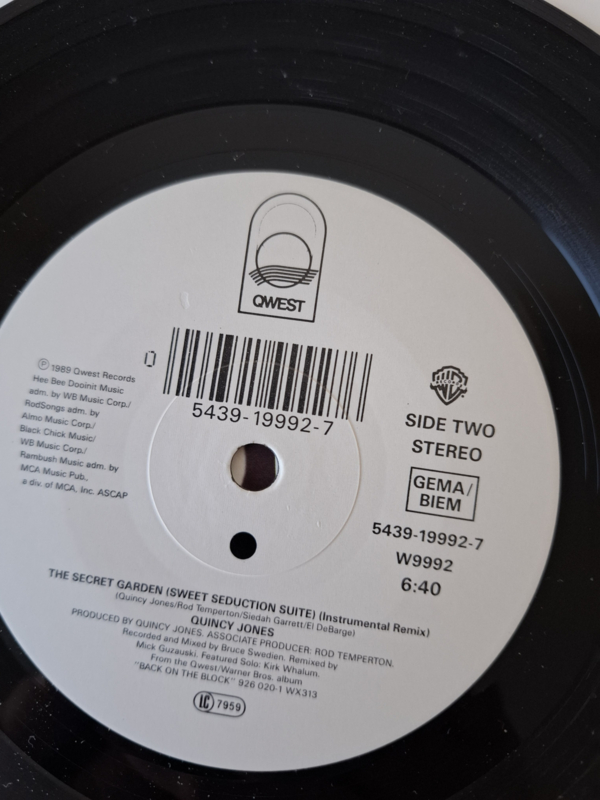 QWEST
0
5439-19992-7
℗ 1989 Qwest Records
Hee Bee Dooinit Music
adm. by WB Music Corp./
RodSongs adm. by
Almo Music Corp./
Black Chick Music/
WB Music Corp./
Rambush Music adm. by
MCA Music Pub.,
a div. of MCA, Inc. ASCAP
SIDE TWO
STEREO
GEMA/
BIEM
5439-19992-7
W9992
6:40
THE SECRET GARDEN (SWEET SEDUCTION SUITE) (Instrumental Remix)
(Quincy Jones/Rod Temperton/Siedah Garrett/El DeBarge)
QUINCY JONES
PRODUCED BY QUINCY JONES. ASSOCIATE PRODUCER: ROD TEMPERTON.
Recorded and Mixed by Bruce Swedien. Remixed by
Mick Guzauski. Featured Solo: Kirk Whalum.
From the Qwest/Warner Bros. album
"BACK ON THE BLOCK" 926 020-1 WX313
LC 7959